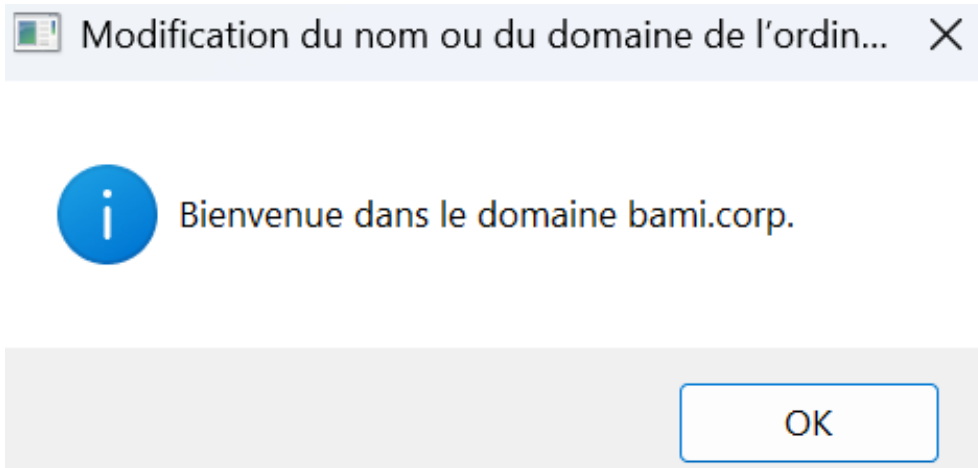 Modification du nom ou du domaine de l’ordin...
Bienvenue dans le domaine bami.corp.
OK